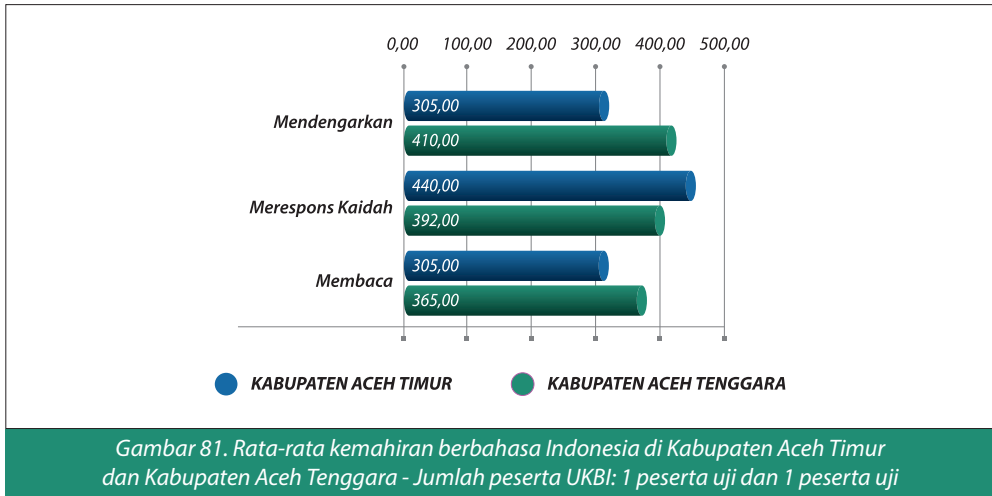 0,00 100,00 200,00 300,00 400,00 500,00
Mendengarkan
305,00
410,00
Merespons Kaidah
440,00
392,00
Membaca
305,00
365,00
KABUPATEN ACEH TIMUR KABUPATEN ACEH TENGGARA
Gambar 81. Rata-rata kemahiran berbahasa Indonesia di Kabupaten Aceh Timur
dan Kabupaten Aceh Tenggara - Jumlah peserta UKBI: 1 peserta uji dan 1 peserta uji